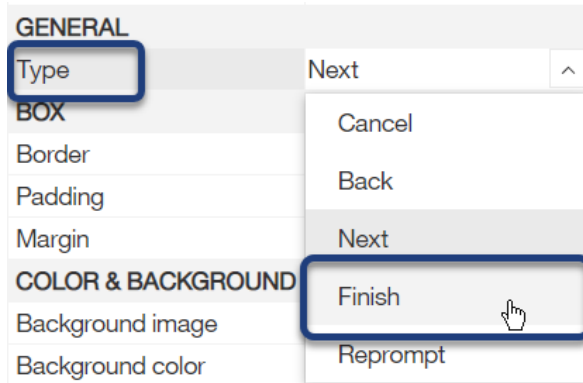 GENERAL
Type Next
BOX
Cancel
Border
Back
Padding
Margin Next
COLOR & BACKGROUND
Finish
Background image
Reprompt
Background color